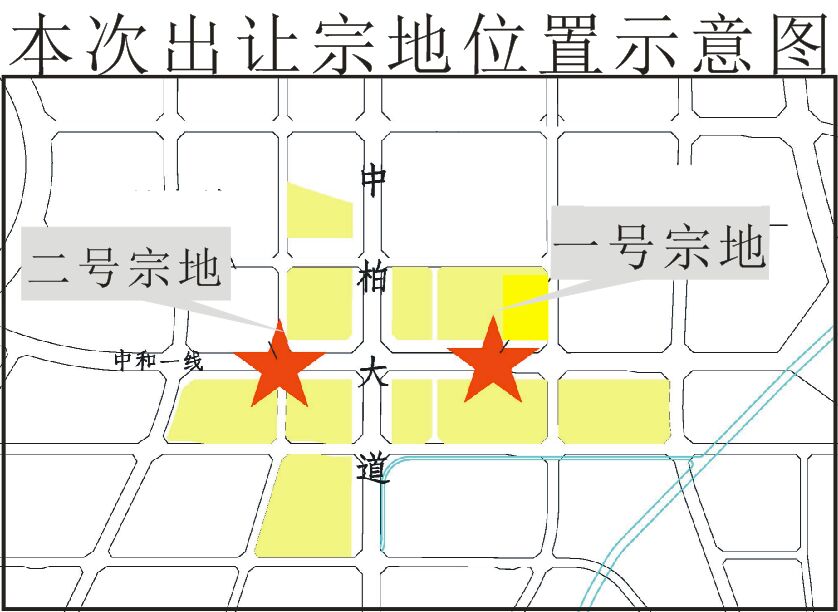 本次出让宗地位置示意图
中柏大道
一号宗地
二号宗地
中和一线